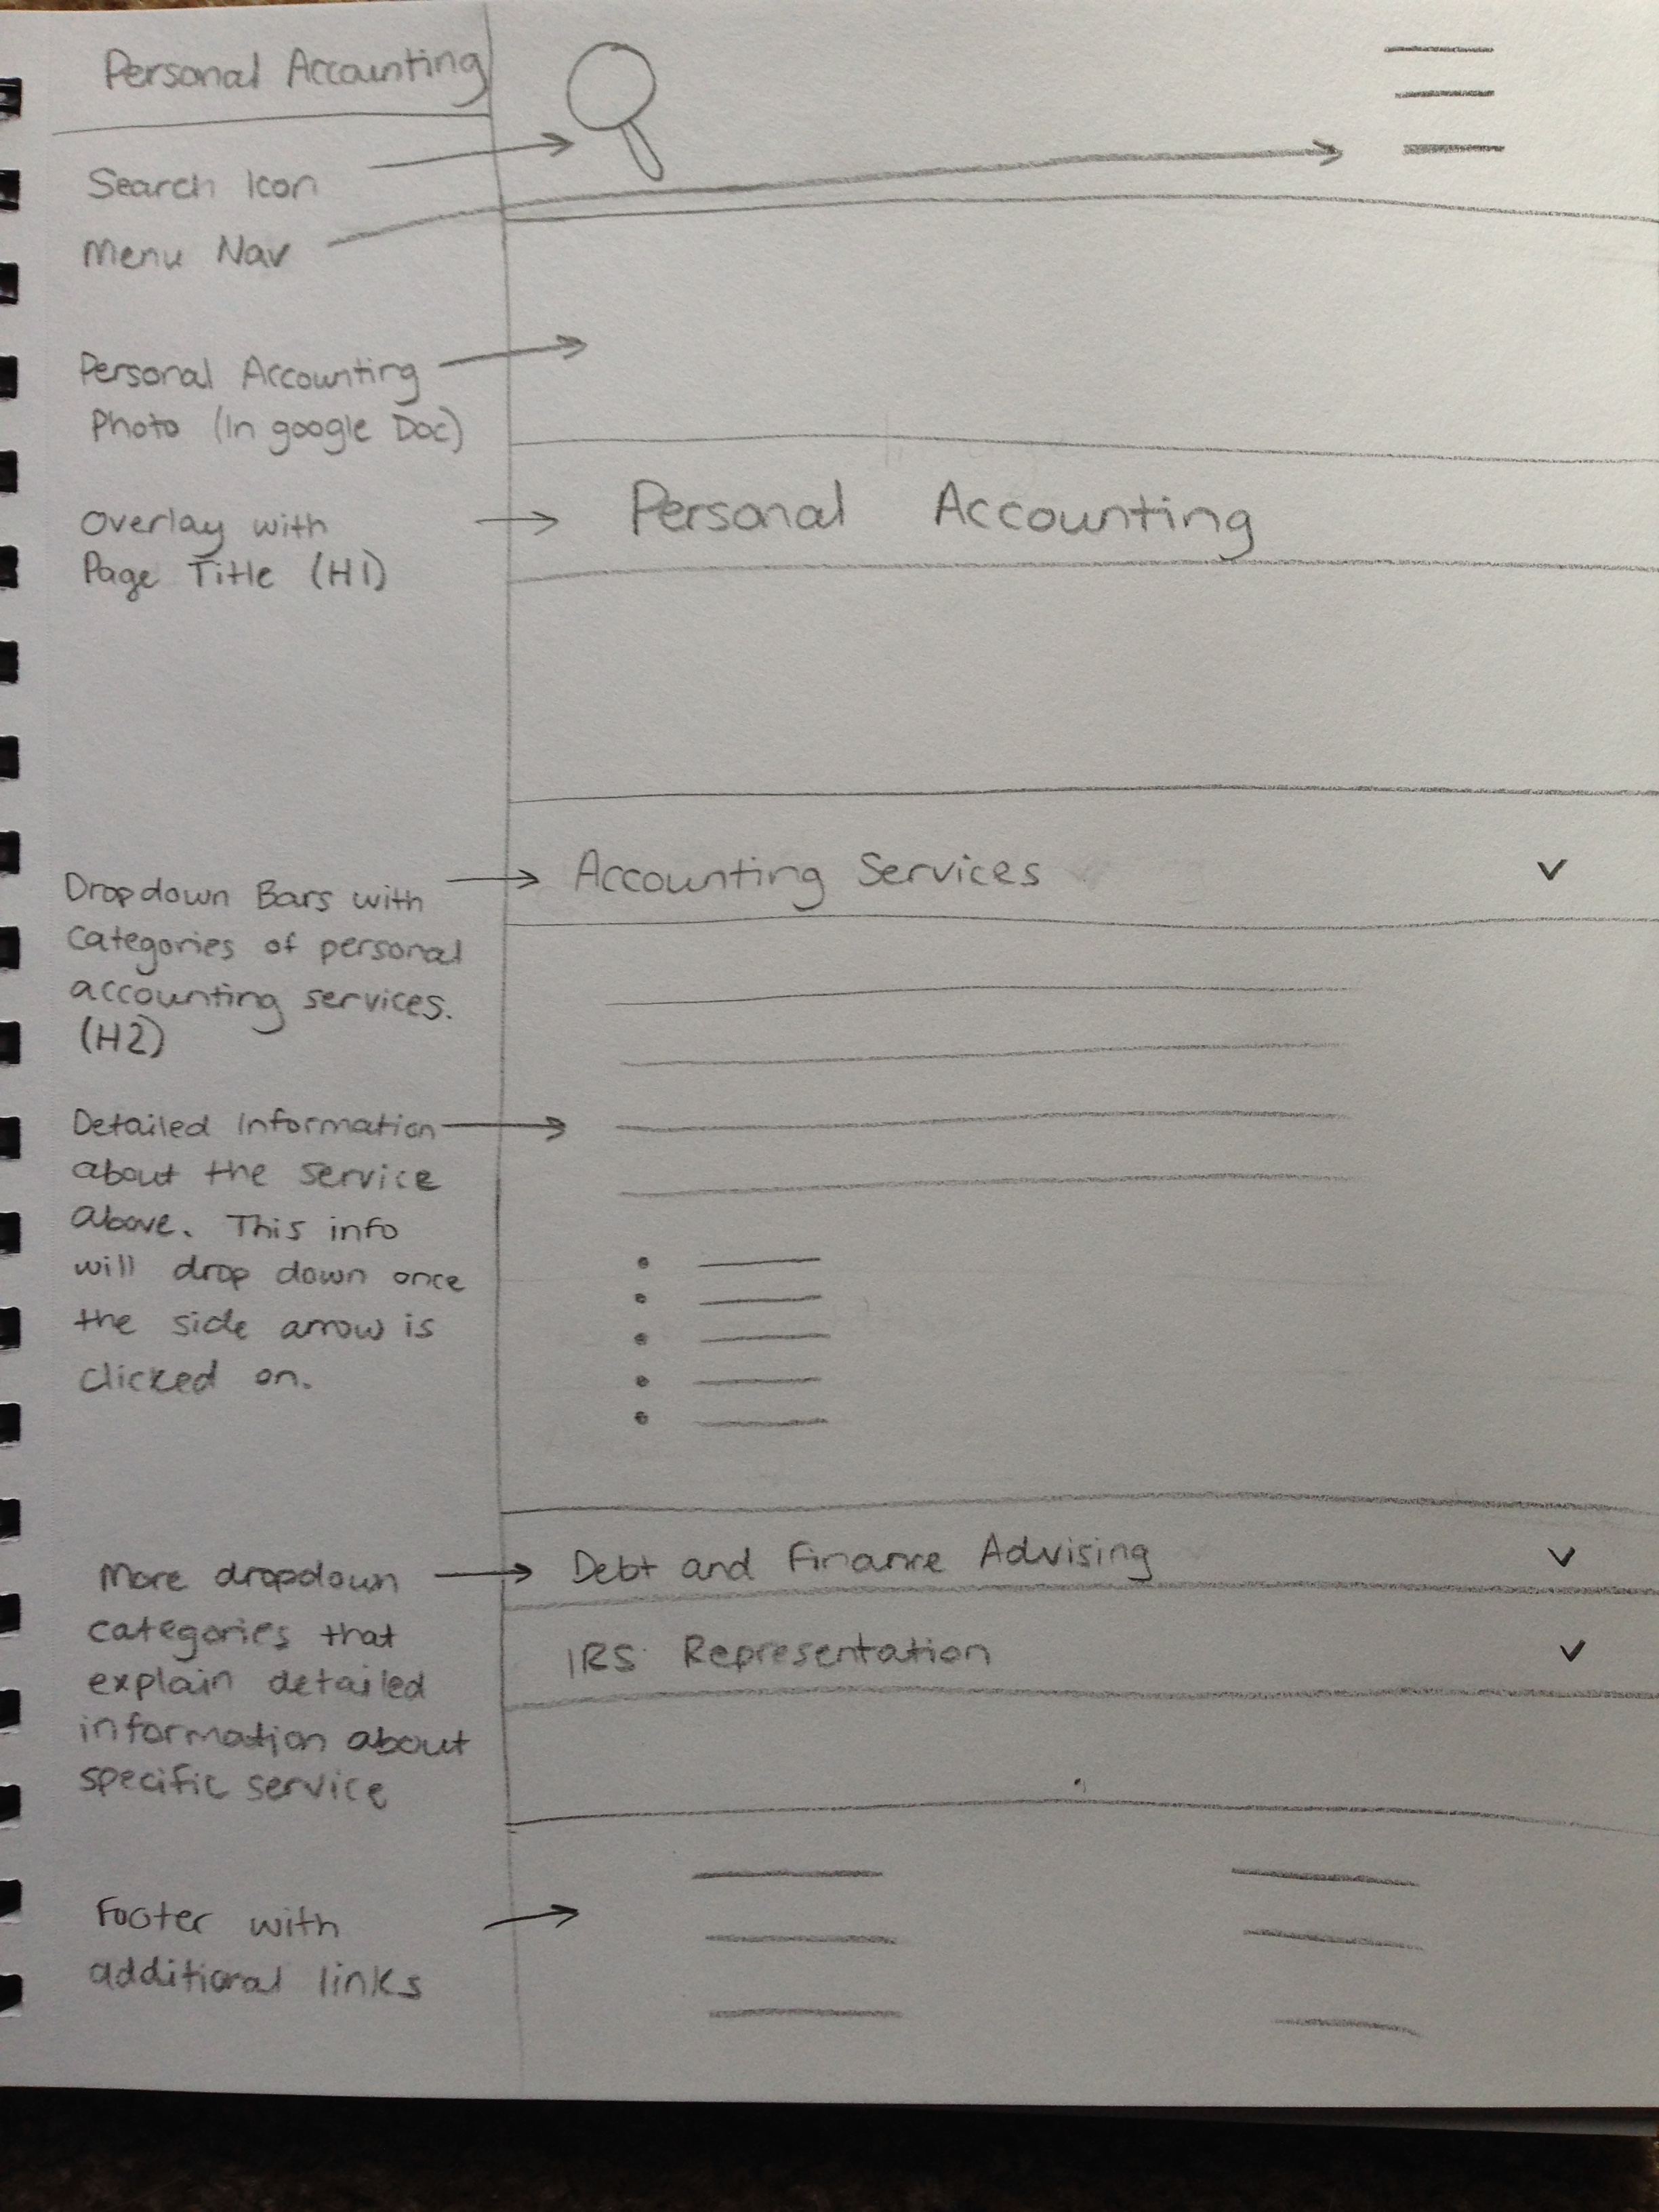 Personal Accounting
Search Icon
Menu Nav
Personal Accounting
Photo (In google Doc)
Overlay with
Page Title (H1)
Personal Accounting
Dropdown Bars with
categories of personal
accounting services.
(H2)
Accounting Services
Detailed Information
about the service
above. This info
will drop down once
the side arrow is
clicked on.
More dropdown
categories that
explain detailed
information about
specific service
Debt and Finance Advising
IRS Representation
Footer with
additional links